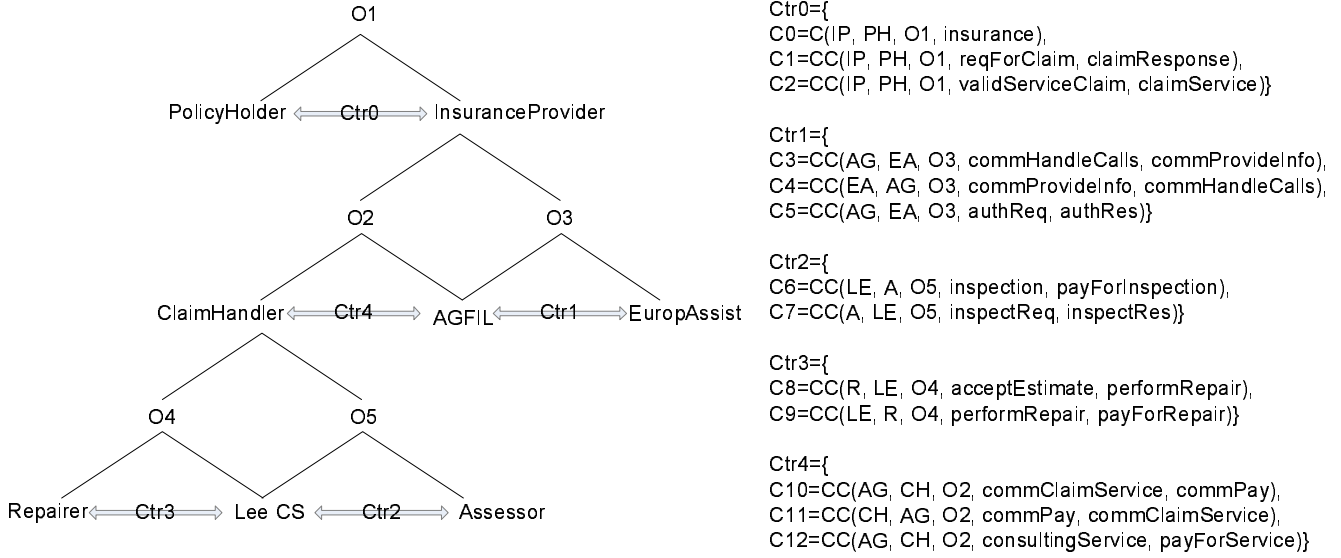 O1
PolicyHolder Ctr0 InsuranceProvider
O2 O3
ClaimHandler Ctr4 AGFIL Ctr1 EuropAssist
O4 O5
Repairer Ctr3 Lee CS Ctr2 Assessor
Ctr0={
C0=C(IP, PH, O1, insurance),
C1=CC(IP, PH, O1, reqForClaim, claimResponse),
C2=CC(IP, PH, O1, validServiceClaim, claimService)}
Ctr1={
C3=CC(AG, EA, O3, commHandleCalls, commProvideInfo),
C4=CC(EA, AG, O3, commProvideInfo, commHandleCalls),
C5=CC(AG, EA, O3, authReq, authRes)}
Ctr2={
C6=CC(LE, A, O5, inspection, payForInspection),
C7=CC(A, LE, O5, inspectReq, inspectRes)}
Ctr3={
C8=CC(R, LE, O4, acceptEstimate, performRepair),
C9=CC(LE, R, O4, performRepair, payForRepair)}
Ctr4={
C10=CC(AG, CH, O2, commClaimService, commPay),
C11=CC(CH, AG, O2, commPay, commClaimService),
C12=CC(AG, CH, O2, consultingService, payForService)}